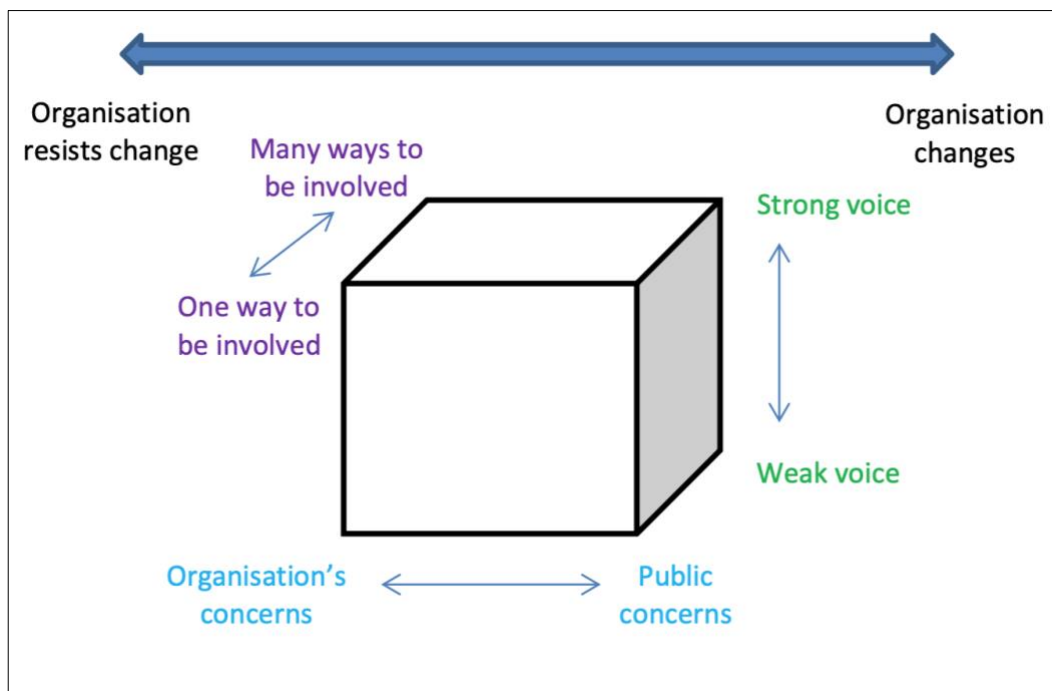 Organisation
resists change
Organisation
changes
Many ways to
be involved
One way to
be involved
Strong voice
Weak voice
Organisation’s
concerns
Public
concerns